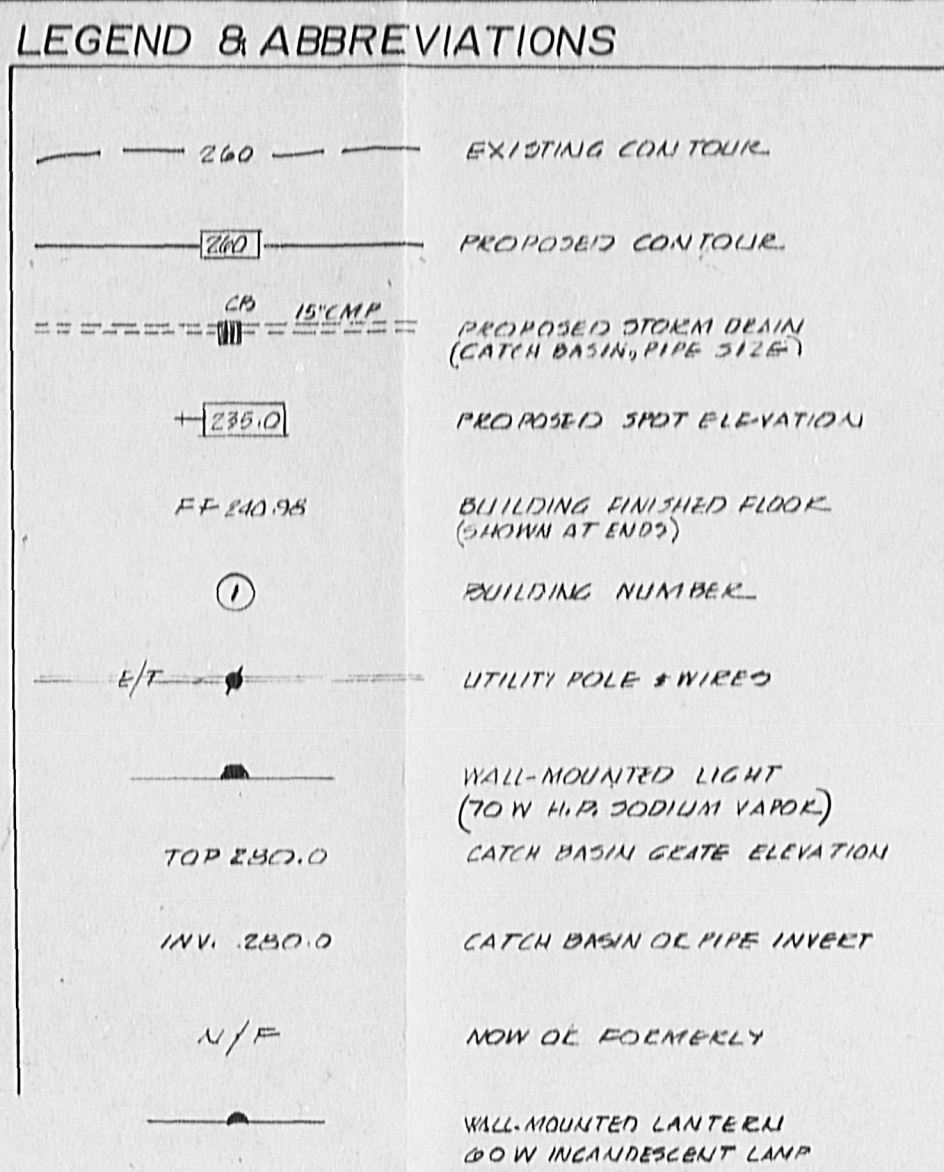 LEGEND & ABBREVIATIONS
260 EXISTING CONTOUR
260 PROPOSED CONTOUR
CB 15"CMP
PROPOSED STORM DRAIN
(CATCH BASIN, PIPE SIZE)
235.0 PROPOSED SPOT ELEVATION
FF 240.98 BUILDING FINISHED FLOOR
(SHOWN AT ENDS)
1 BUILDING NUMBER
E/T UTILITY POLE & WIRES
WALL-MOUNTED LIGHT
(70 W H.P. SODIUM VAPOR)
TOP 280.0 CATCH BASIN GRATE ELEVATION
INV. 280.0 CATCH BASIN OR PIPE INVERT
N/F NOW OR FORMERLY
WALL-MOUNTED LANTERN
60 W INCANDESCENT LAMP